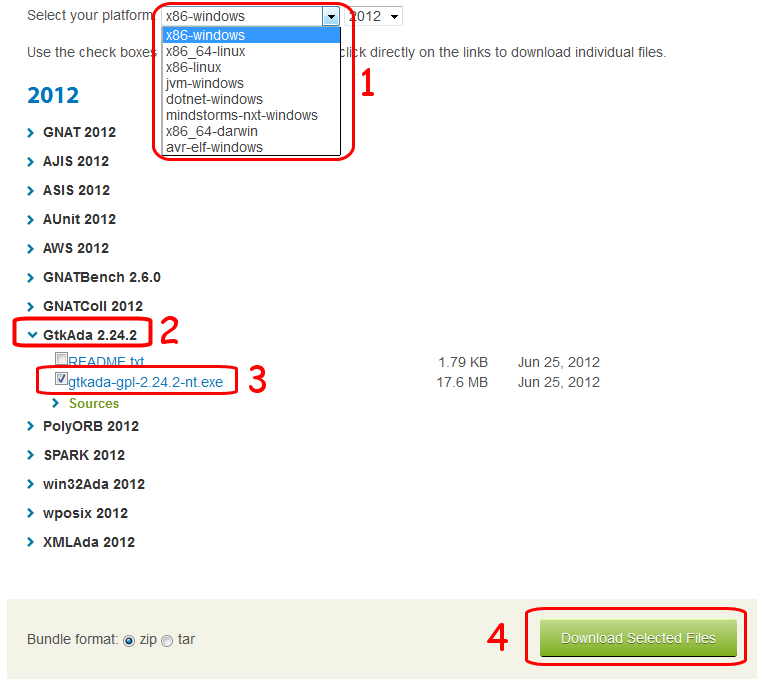 Select your platform: x86-windows 2012
x86-windows
Use the check boxes x86_64-linux click directly on the links to download individual files.
x86-linux
jvm-windows
dotnet-windows
mindstorms-nxt-windows
x86_64-darwin
avr-elf-windows
1
2012
GNAT 2012
AJIS 2012
ASIS 2012
AUnit 2012
AWS 2012
GNATBench 2.6.0
GNATColl 2012
GtkAda 2.24.2 2
README.txt 1.79 KB Jun 25, 2012
gtkada-gpl-2.24.2-nt.exe 3 17.6 MB Jun 25, 2012
Sources
PolyORB 2012
SPARK 2012
win32Ada 2012
wposix 2012
XMLAda 2012
Bundle format: zip tar 4 Download Selected Files